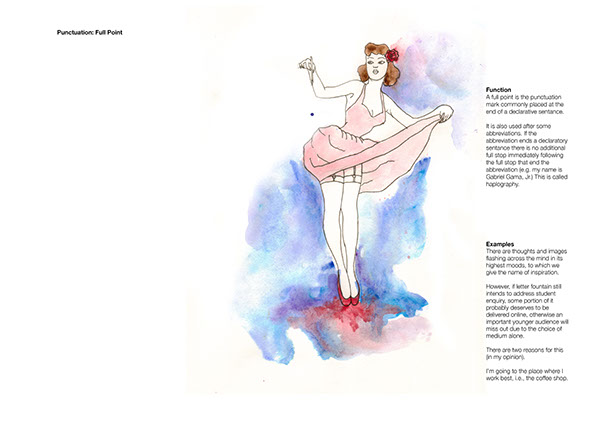 Punctuation: Full Point
Function
A full point is the punctuation
mark commonly placed at the
end of a declarative sentance.
It is also used after some
abbreviations. If the
abbreviation ends a declaratory
sentance there is no additional
full stop immediately following
the full stop that end the
abbreviation (e.g. my name is
Gabriel Gama, Jr.) This is called
haplography.
Examples
There are thoughts and images
flashing across the mind in its
highest moods, to which we
give the name of inspiration.
However, if letter fountain still
intends to address student
enquiry, some portion of it
probably deserves to be
delivered online, otherwise an
important younger audience will
miss out due to the choice of
medium alone.
There are two reasons for this
(in my opinion).
I'm going to the place where I
work best, i.e., the coffee shop.